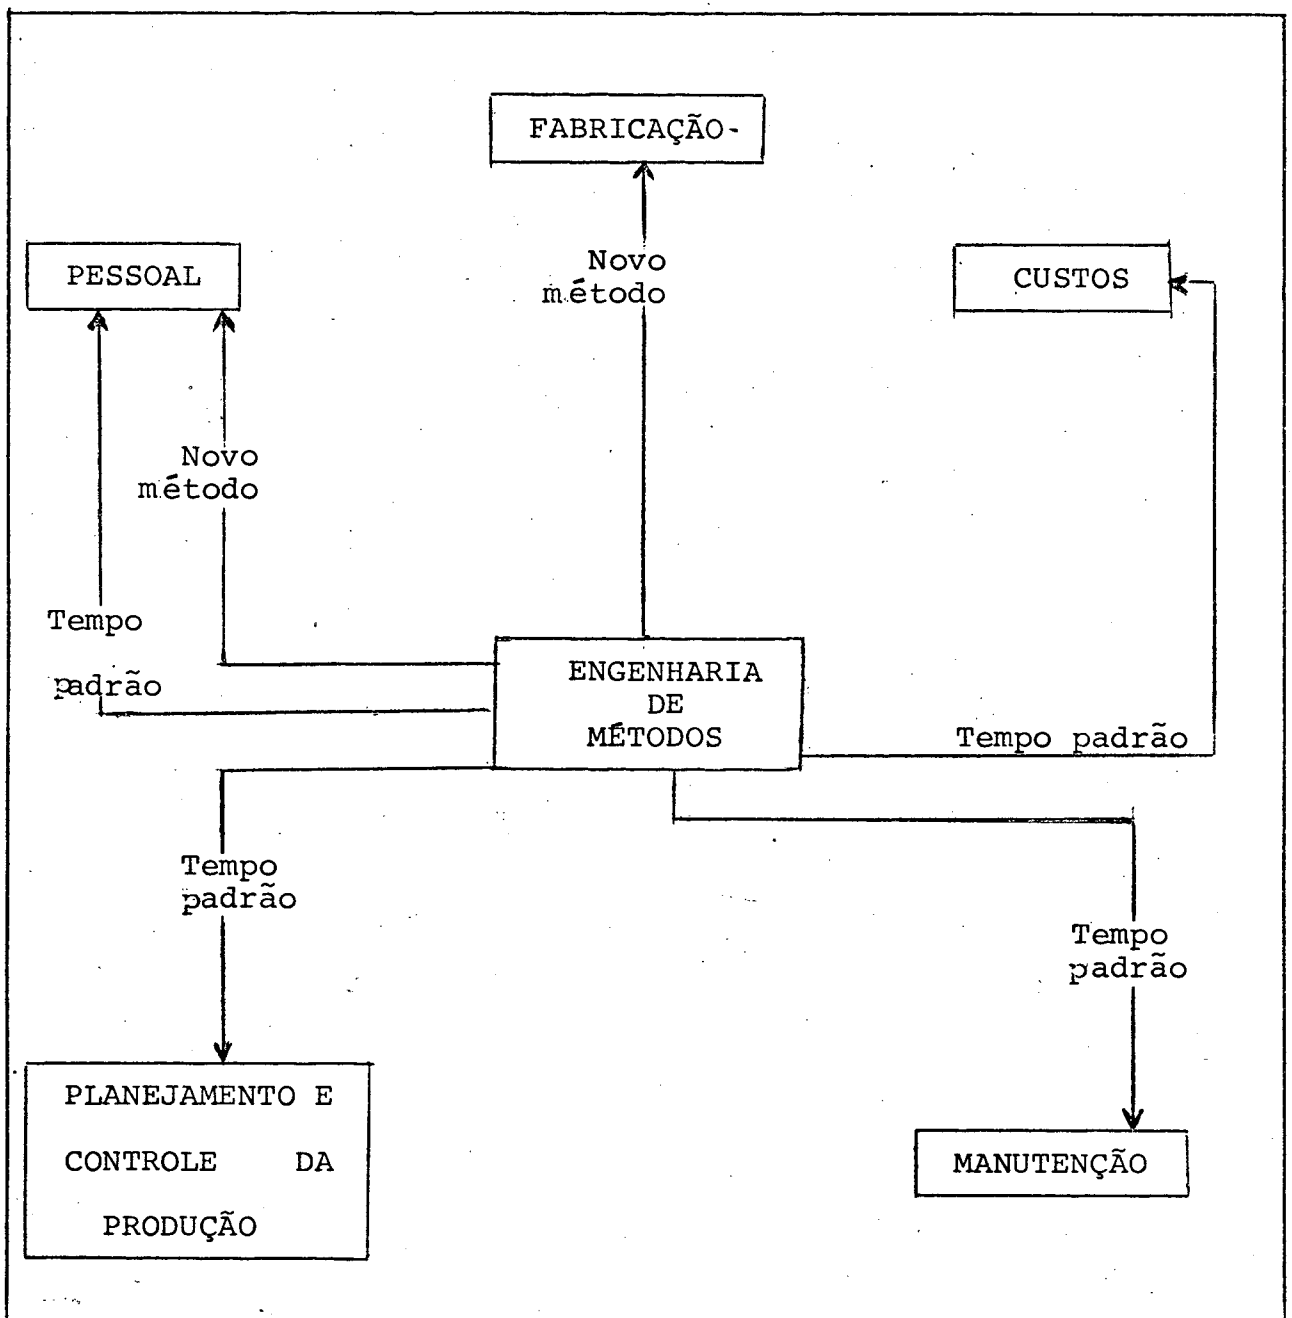 FABRICAÇÃO-
PESSOAL
Novo
método
CUSTOS
Novo
método
Tempo
padrão
ENGENHARIA
DE
MÉTODOS
Tempo padrão
Tempo
padrão
Tempo
padrão
PLANEJAMENTO E
CONTROLE DA
PRODUÇÃO
MANUTENÇÃO